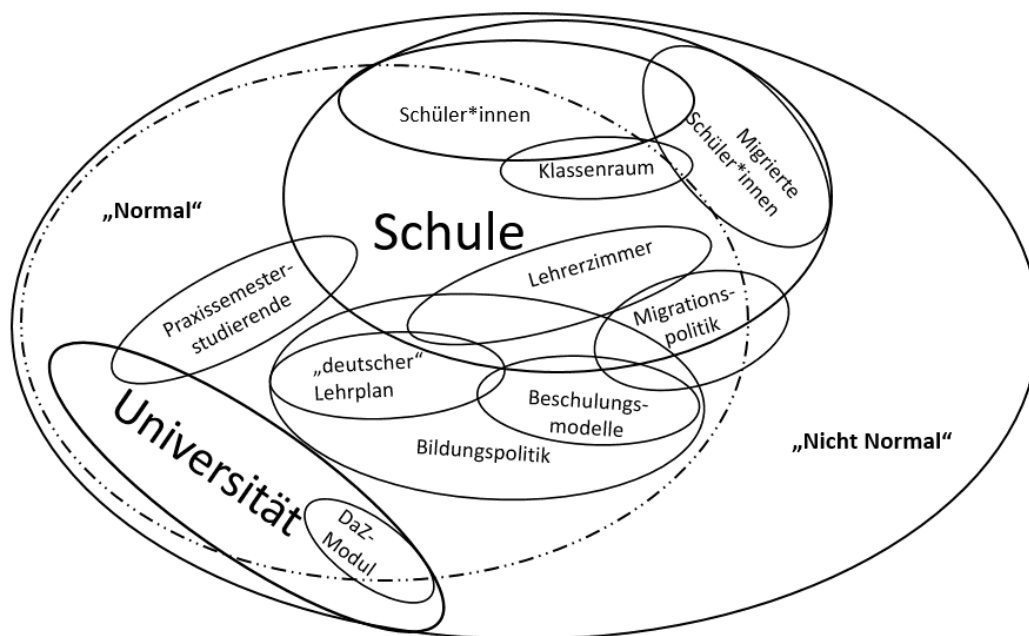 Schüler*innen
Migrierte
Schüler*innen
Klassenraum
„Normal“
Schule
Lehrerzimmer
Praxissemester-
studierende
Migrations-
politik
„deutscher“
Lehrplan
Beschulungs-
modelle
Universität
Bildungspolitik
„Nicht Normal“
DaZ-
Modul